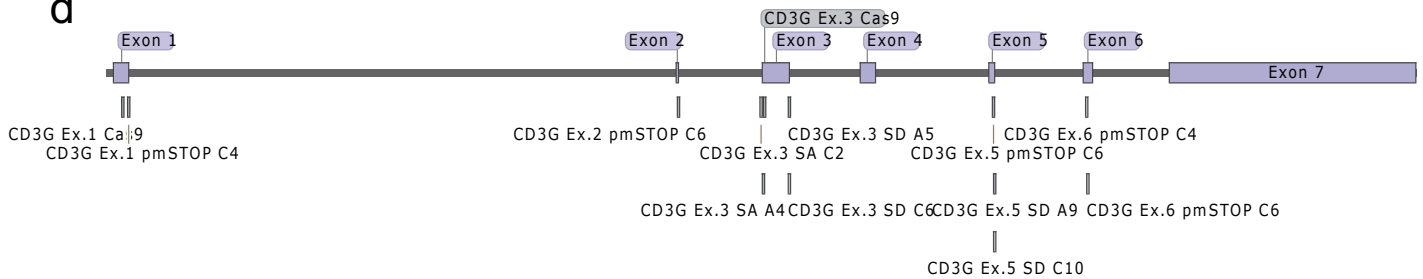 d
CD3G Ex.3 Cas9
Exon 1
Exon 2
Exon 3
Exon 4
Exon 5
Exon 6
Exon 7
CD3G Ex.1 Cas9
CD3G Ex.2 pmSTOP C6
CD3G Ex.3 SD A5
CD3G Ex.6 pmSTOP C4
CD3G Ex.1 pmSTOP C4
CD3G Ex.3 SA C2
CD3G Ex.5 pmSTOP C6
CD3G Ex.3 SA A4
CD3G Ex.3 SD C6
CD3G Ex.5 SD A9
CD3G Ex.6 pmSTOP C6
CD3G Ex.5 SD C10